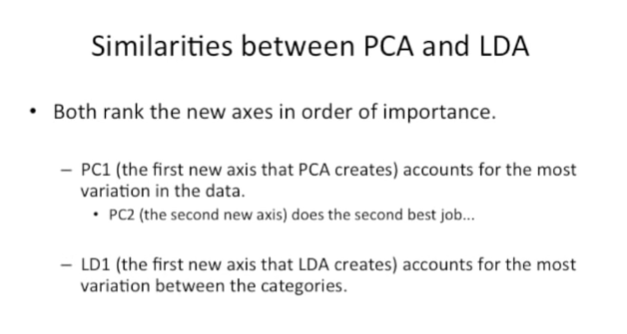 Similarities between PCA and LDA
• Both rank the new axes in order of importance.
– PC1 (the first new axis that PCA creates) accounts for the most
variation in the data.
• PC2 (the second new axis) does the second best job...
– LD1 (the first new axis that LDA creates) accounts for the most
variation between the categories.